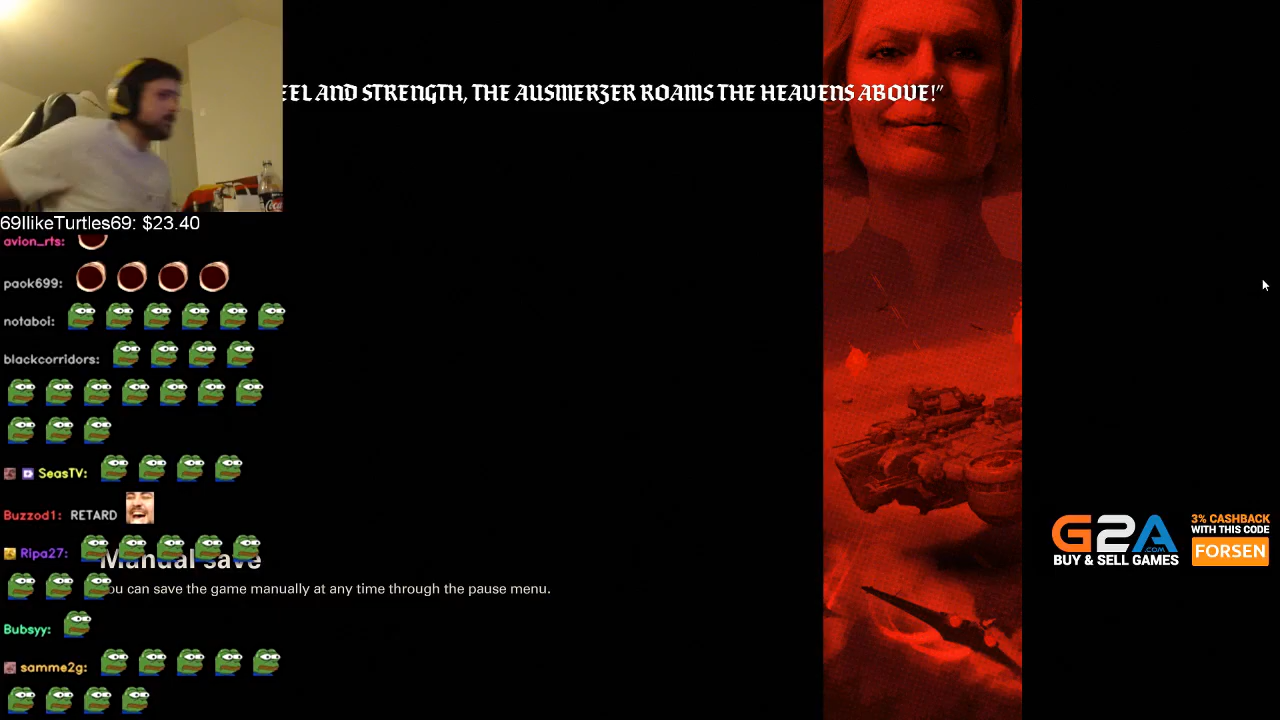 EEL AND STRENGTH, THE AUSMERZER ROAMS THE HEAVENS ABOVE!”
69IlikeTurtles69: $23.40
avion_rts:
paok699:
notaboi:
blackcorridors:
SeasTV:
Buzzod1: RETARD
Ripa27:
Manual save
ou can save the game manually at any time through the pause menu.
Bubsyy:
samme2g:
G2A
.COM
BUY & SELL GAMES
3% CASHBACK
WITH THIS CODE
FORSEN